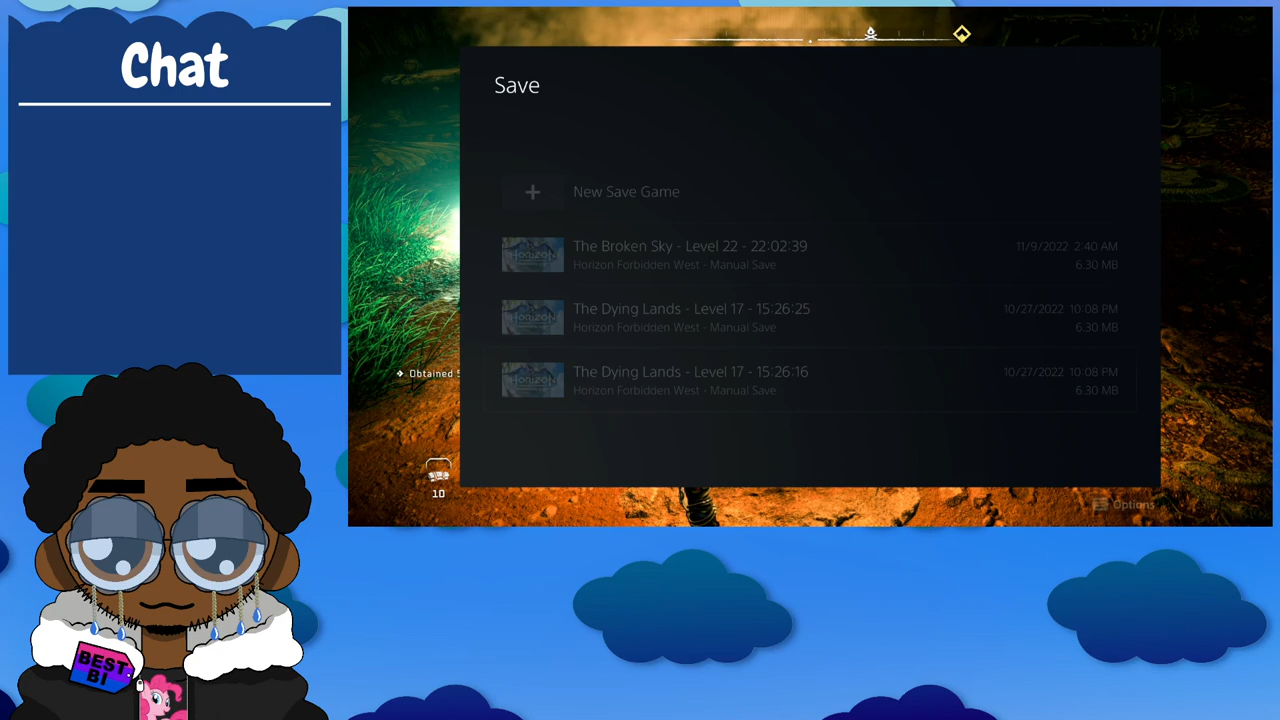 Chat
Save
New Save Game
The Broken Sky - Level 22 - 22:02:39
11/9/2022 2:40 AM
Horizon Forbidden West - Manual Save
6.30 MB
The Dying Lands - Level 17 - 15:26:25
10/27/2022 10:08 PM
Horizon Forbidden West - Manual Save
6.30 MB
The Dying Lands - Level 17 - 15:26:16
10/27/2022 10:08 PM
Horizon Forbidden West - Manual Save
6.30 MB
Obtained
10
Options
BEST.
BI